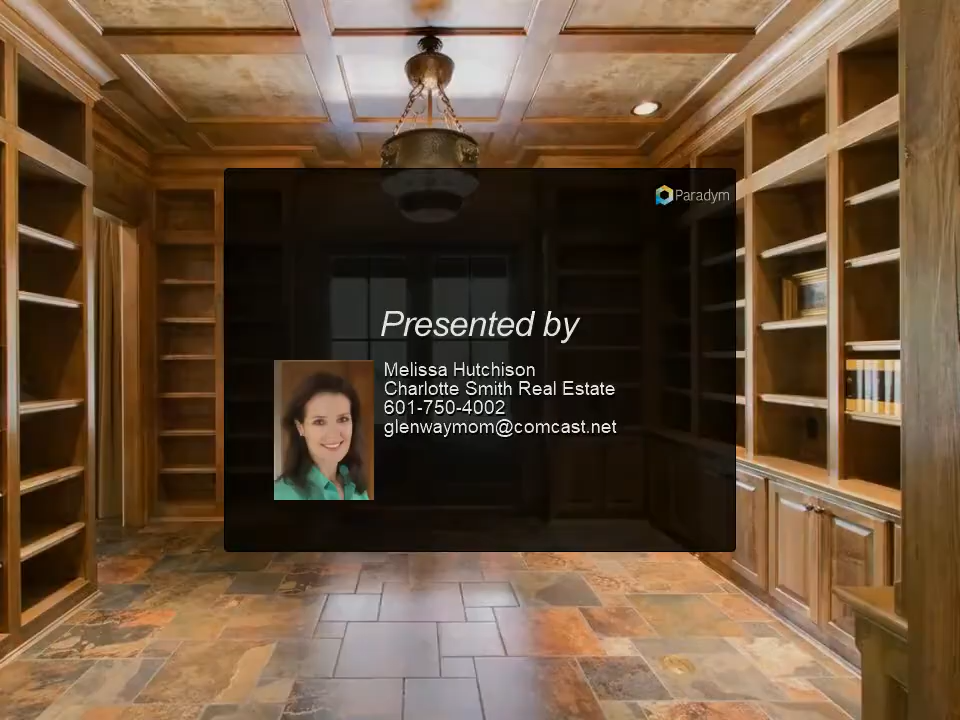 Paradym
Presented by
Melissa Hutchison
Charlotte Smith Real Estate
601-750-4002
glenwaymom@comcast.net